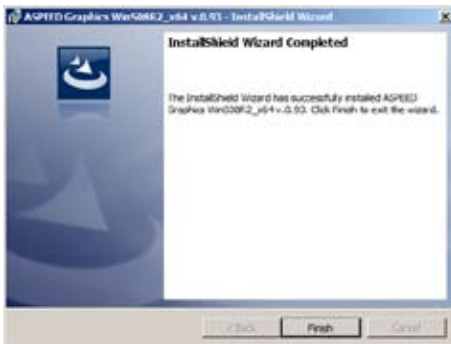 ASPEED Graphics WinS08R2_x64 v.0.93 - InstallShield Wizard
InstallShield Wizard Completed
The InstallShield Wizard has successfully installed ASPEED
Graphics WinS08R2_x64 v.0.93. Click Finish to exit the wizard.
< Back
Finish
Cancel